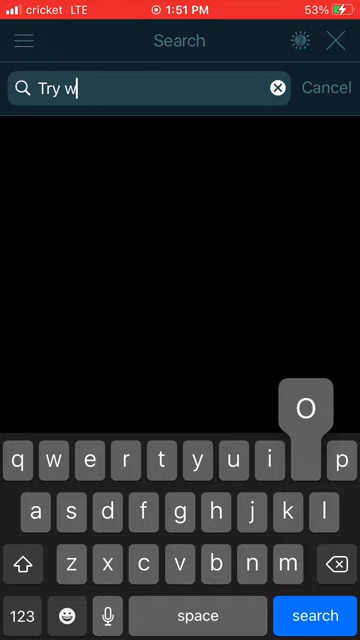 cricket LTE 1:51 PM 53%
Search
Try w Cancel
O
q w e r t y u i p
a s d f g h j k l
z x c v b n m
123 space search